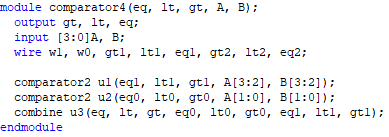 module comparator4(eq, lt, gt, A, B);
output gt, lt, eq;
input [3:0]A, B;
wire w1, w0, gt1, lt1, eq1, gt2, lt2, eq2;
comparator2 u1(eq1, lt1, gt1, A[3:2], B[3:2]);
comparator2 u2(eq0, lt0, gt0, A[1:0], B[1:0]);
combine u3(eq, lt, gt, eq0, lt0, gt0, eq1, lt1, gt1);
endmodule